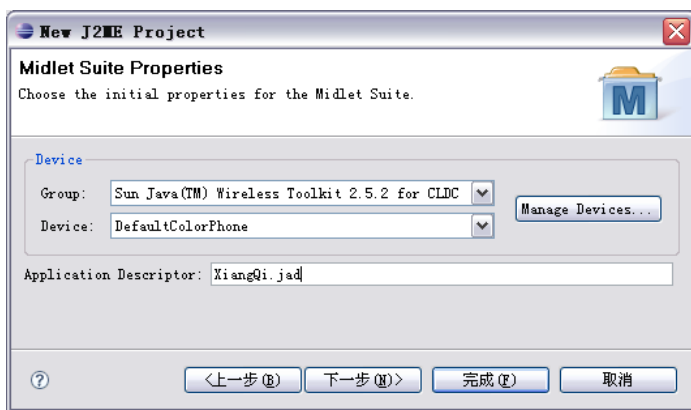 New J2ME Project
Midlet Suite Properties
Choose the initial properties for the Midlet Suite.
M
Device
Group: Sun Java(TM) Wireless Toolkit 2.5.2 for CLDC
Manage Devices...
Device: DefaultColorPhone
Application Descriptor: XiangQi.jad
?
<上一步(B) 下一步(N)> 完成(F) 取消